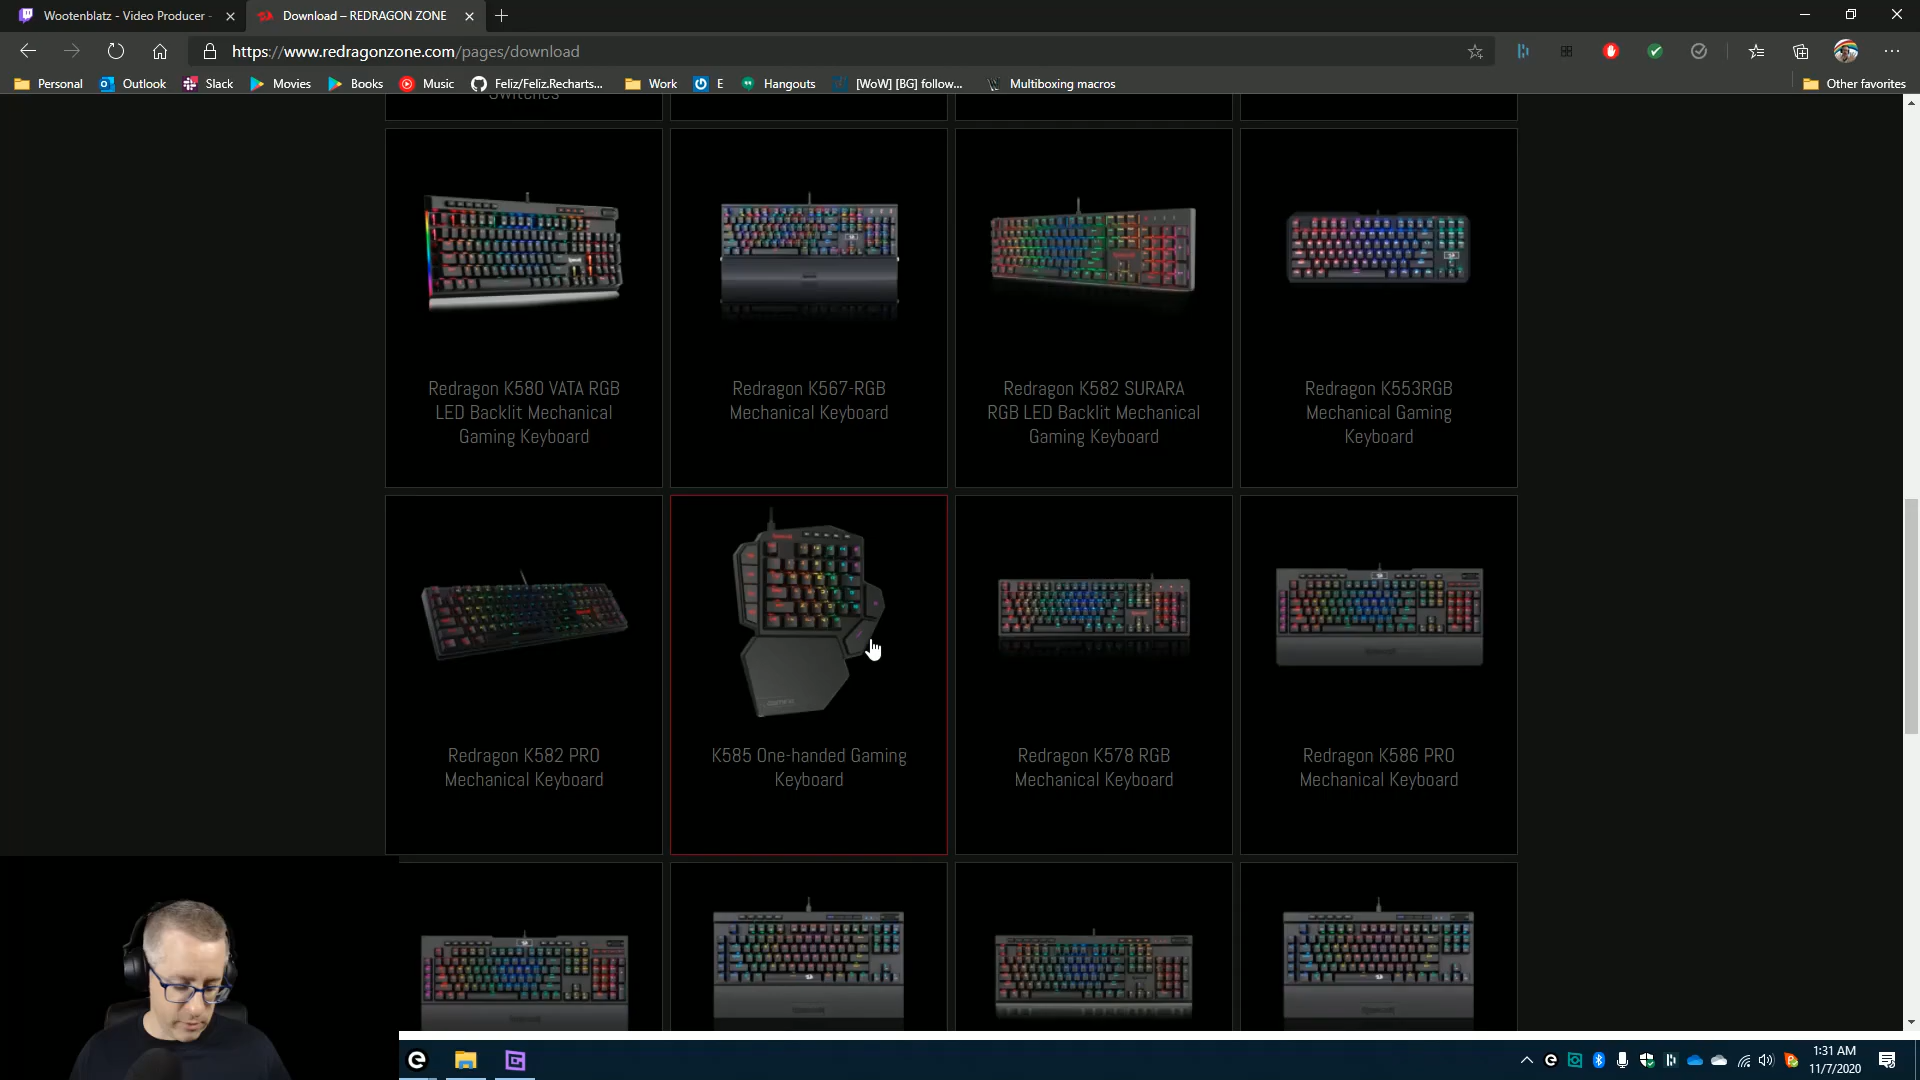 Wootenblatz - Video Producer -
Download – REDRAGON ZONE
https://www.redragonzone.com/pages/download
Personal
Outlook
Slack
Movies
Books
Music
Feliz/Feliz.Recharts...
Work
E
Hangouts
[WoW] [BG] follow...
Multiboxing macros
Other favorites
Switches
Redragon K580 VATA RGB
LED Backlit Mechanical
Gaming Keyboard
Redragon K567-RGB
Mechanical Keyboard
Redragon K582 SURARA
RGB LED Backlit Mechanical
Gaming Keyboard
Redragon K553RGB
Mechanical Gaming
Keyboard
Redragon K582 PRO
Mechanical Keyboard
K585 One-handed Gaming
Keyboard
Redragon K578 RGB
Mechanical Keyboard
Redragon K586 PRO
Mechanical Keyboard
1:31 AM
11/7/2020